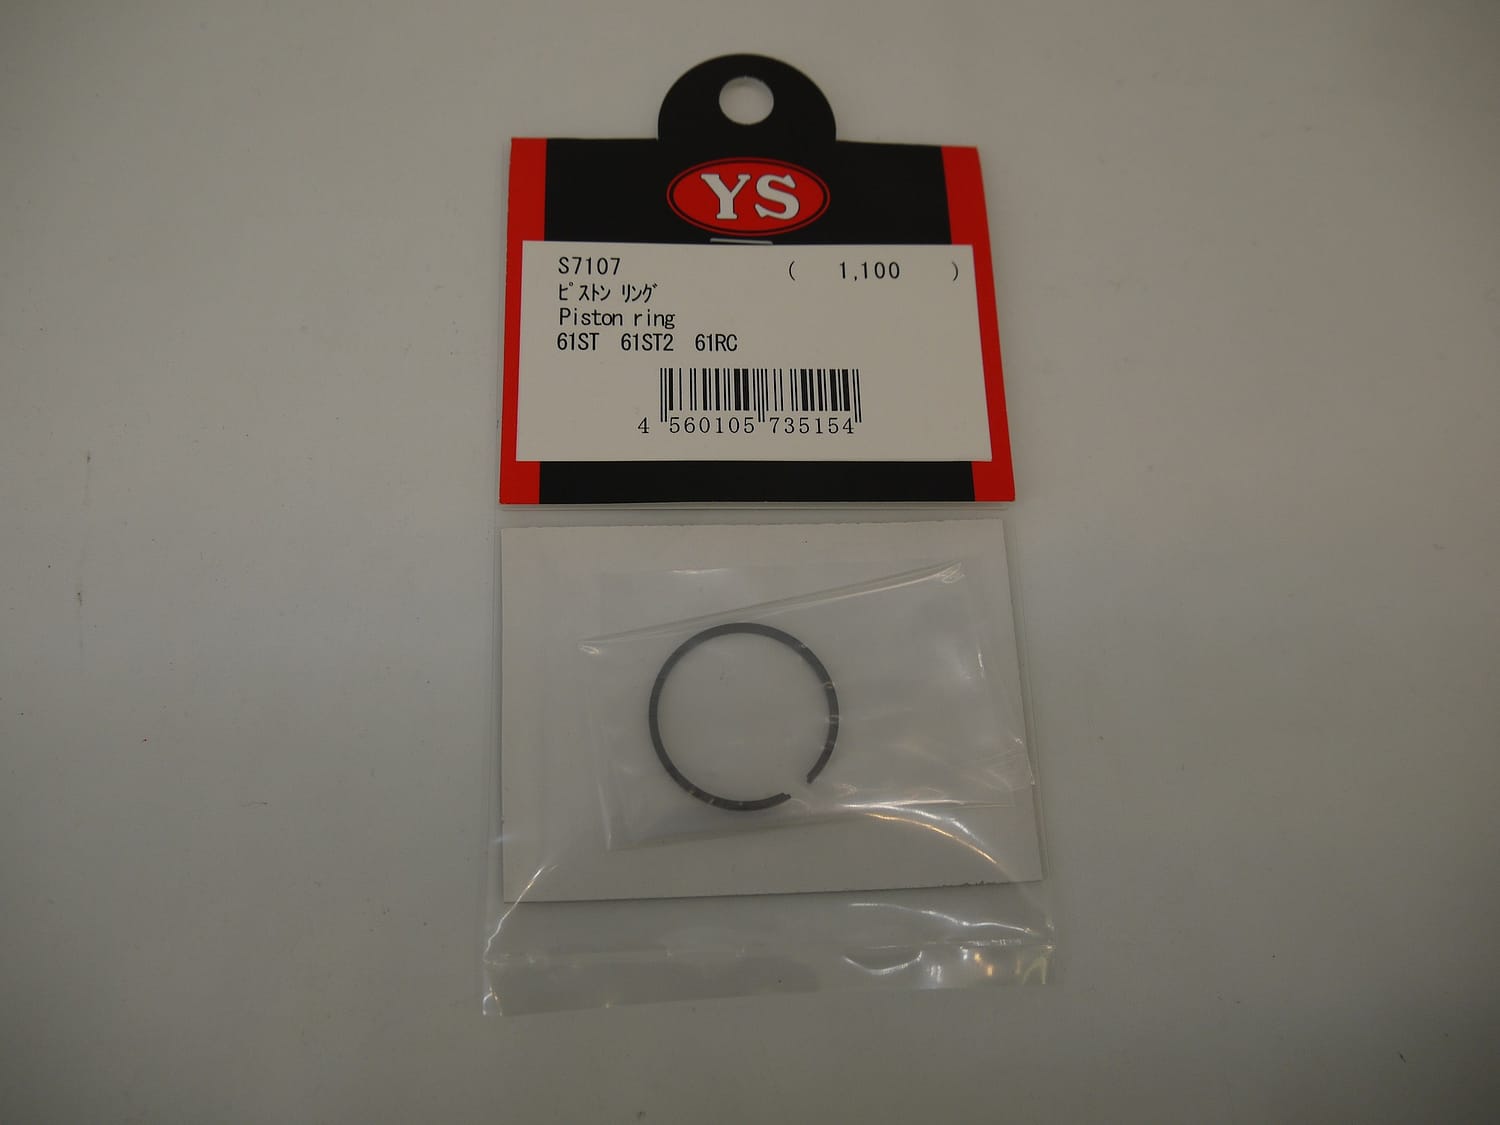 YS
S7107 ( 1,100 )
ﾋﾟｽﾄﾝ ﾘﾝｸﾞ
Piston ring
61ST 61ST2 61RC
4 560105 735154